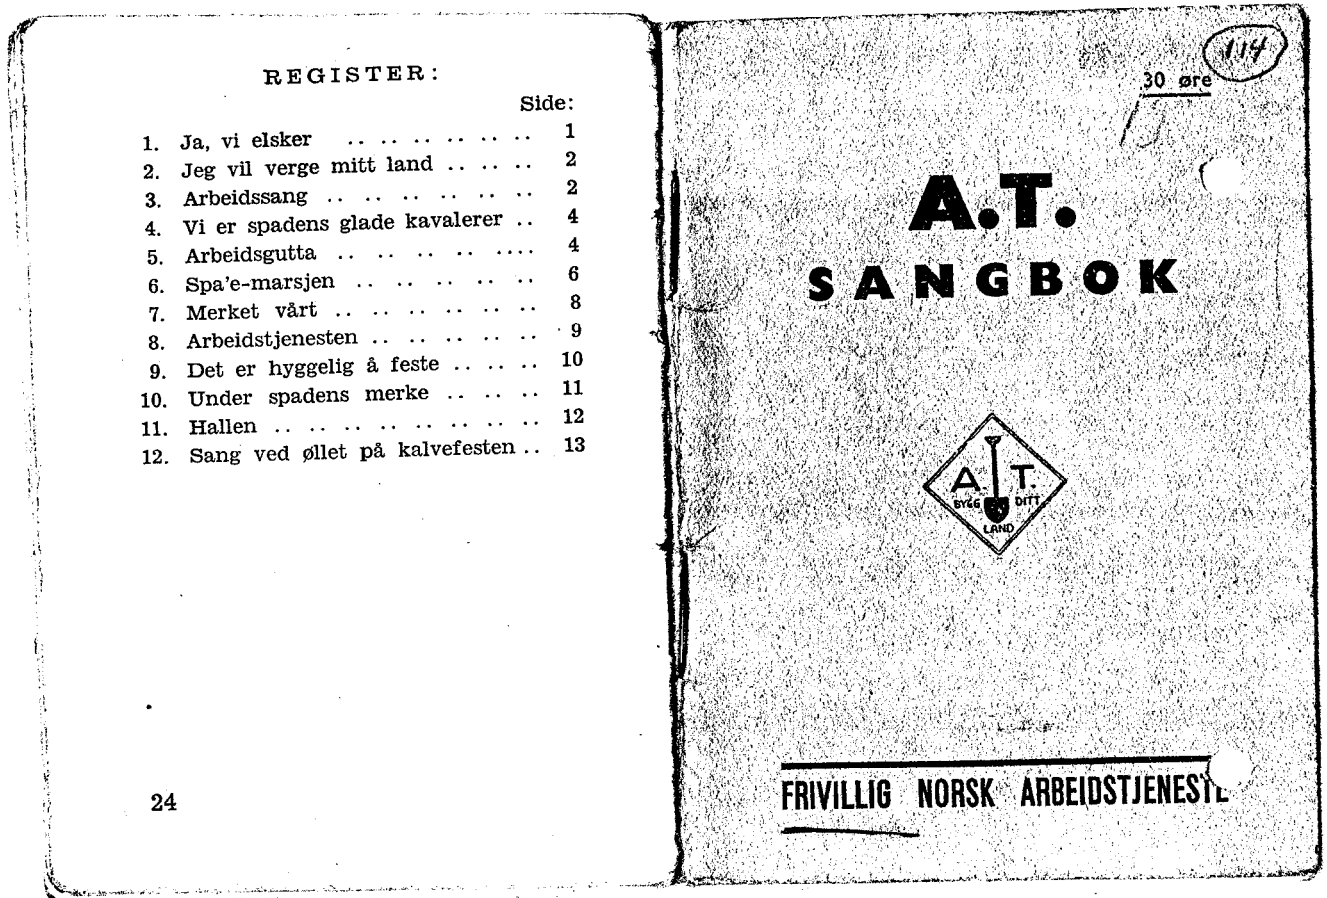 REGISTER:
Side:
1. Ja, vi elsker .. .. .. .. .. .. 1
2. Jeg vil verge mitt land .. .. .. 2
3. Arbeidssang .. .. .. .. .. .. 2
4. Vi er spadens glade kavalerer .. 4
5. Arbeidsgutta .. .. .. .. .... 4
6. Spa'e-marsjen .. .. .. .. .. 6
7. Merket vårt .. .. .. .. .. .. 8
8. Arbeidstjenesten .. .. .. .. .. 9
9. Det er hyggelig å feste .. .. .. 10
10. Under spadens merke .. .. .. 11
11. Hallen .. .. .. .. .. .. .. .. 12
12. Sang ved øllet på kalvefesten .. 13
24
114
30 øre
A.T.
SANGBOK
A. T.
BYGG DITT
LAND
FRIVILLIG NORSK ARBEIDSTJENESTE